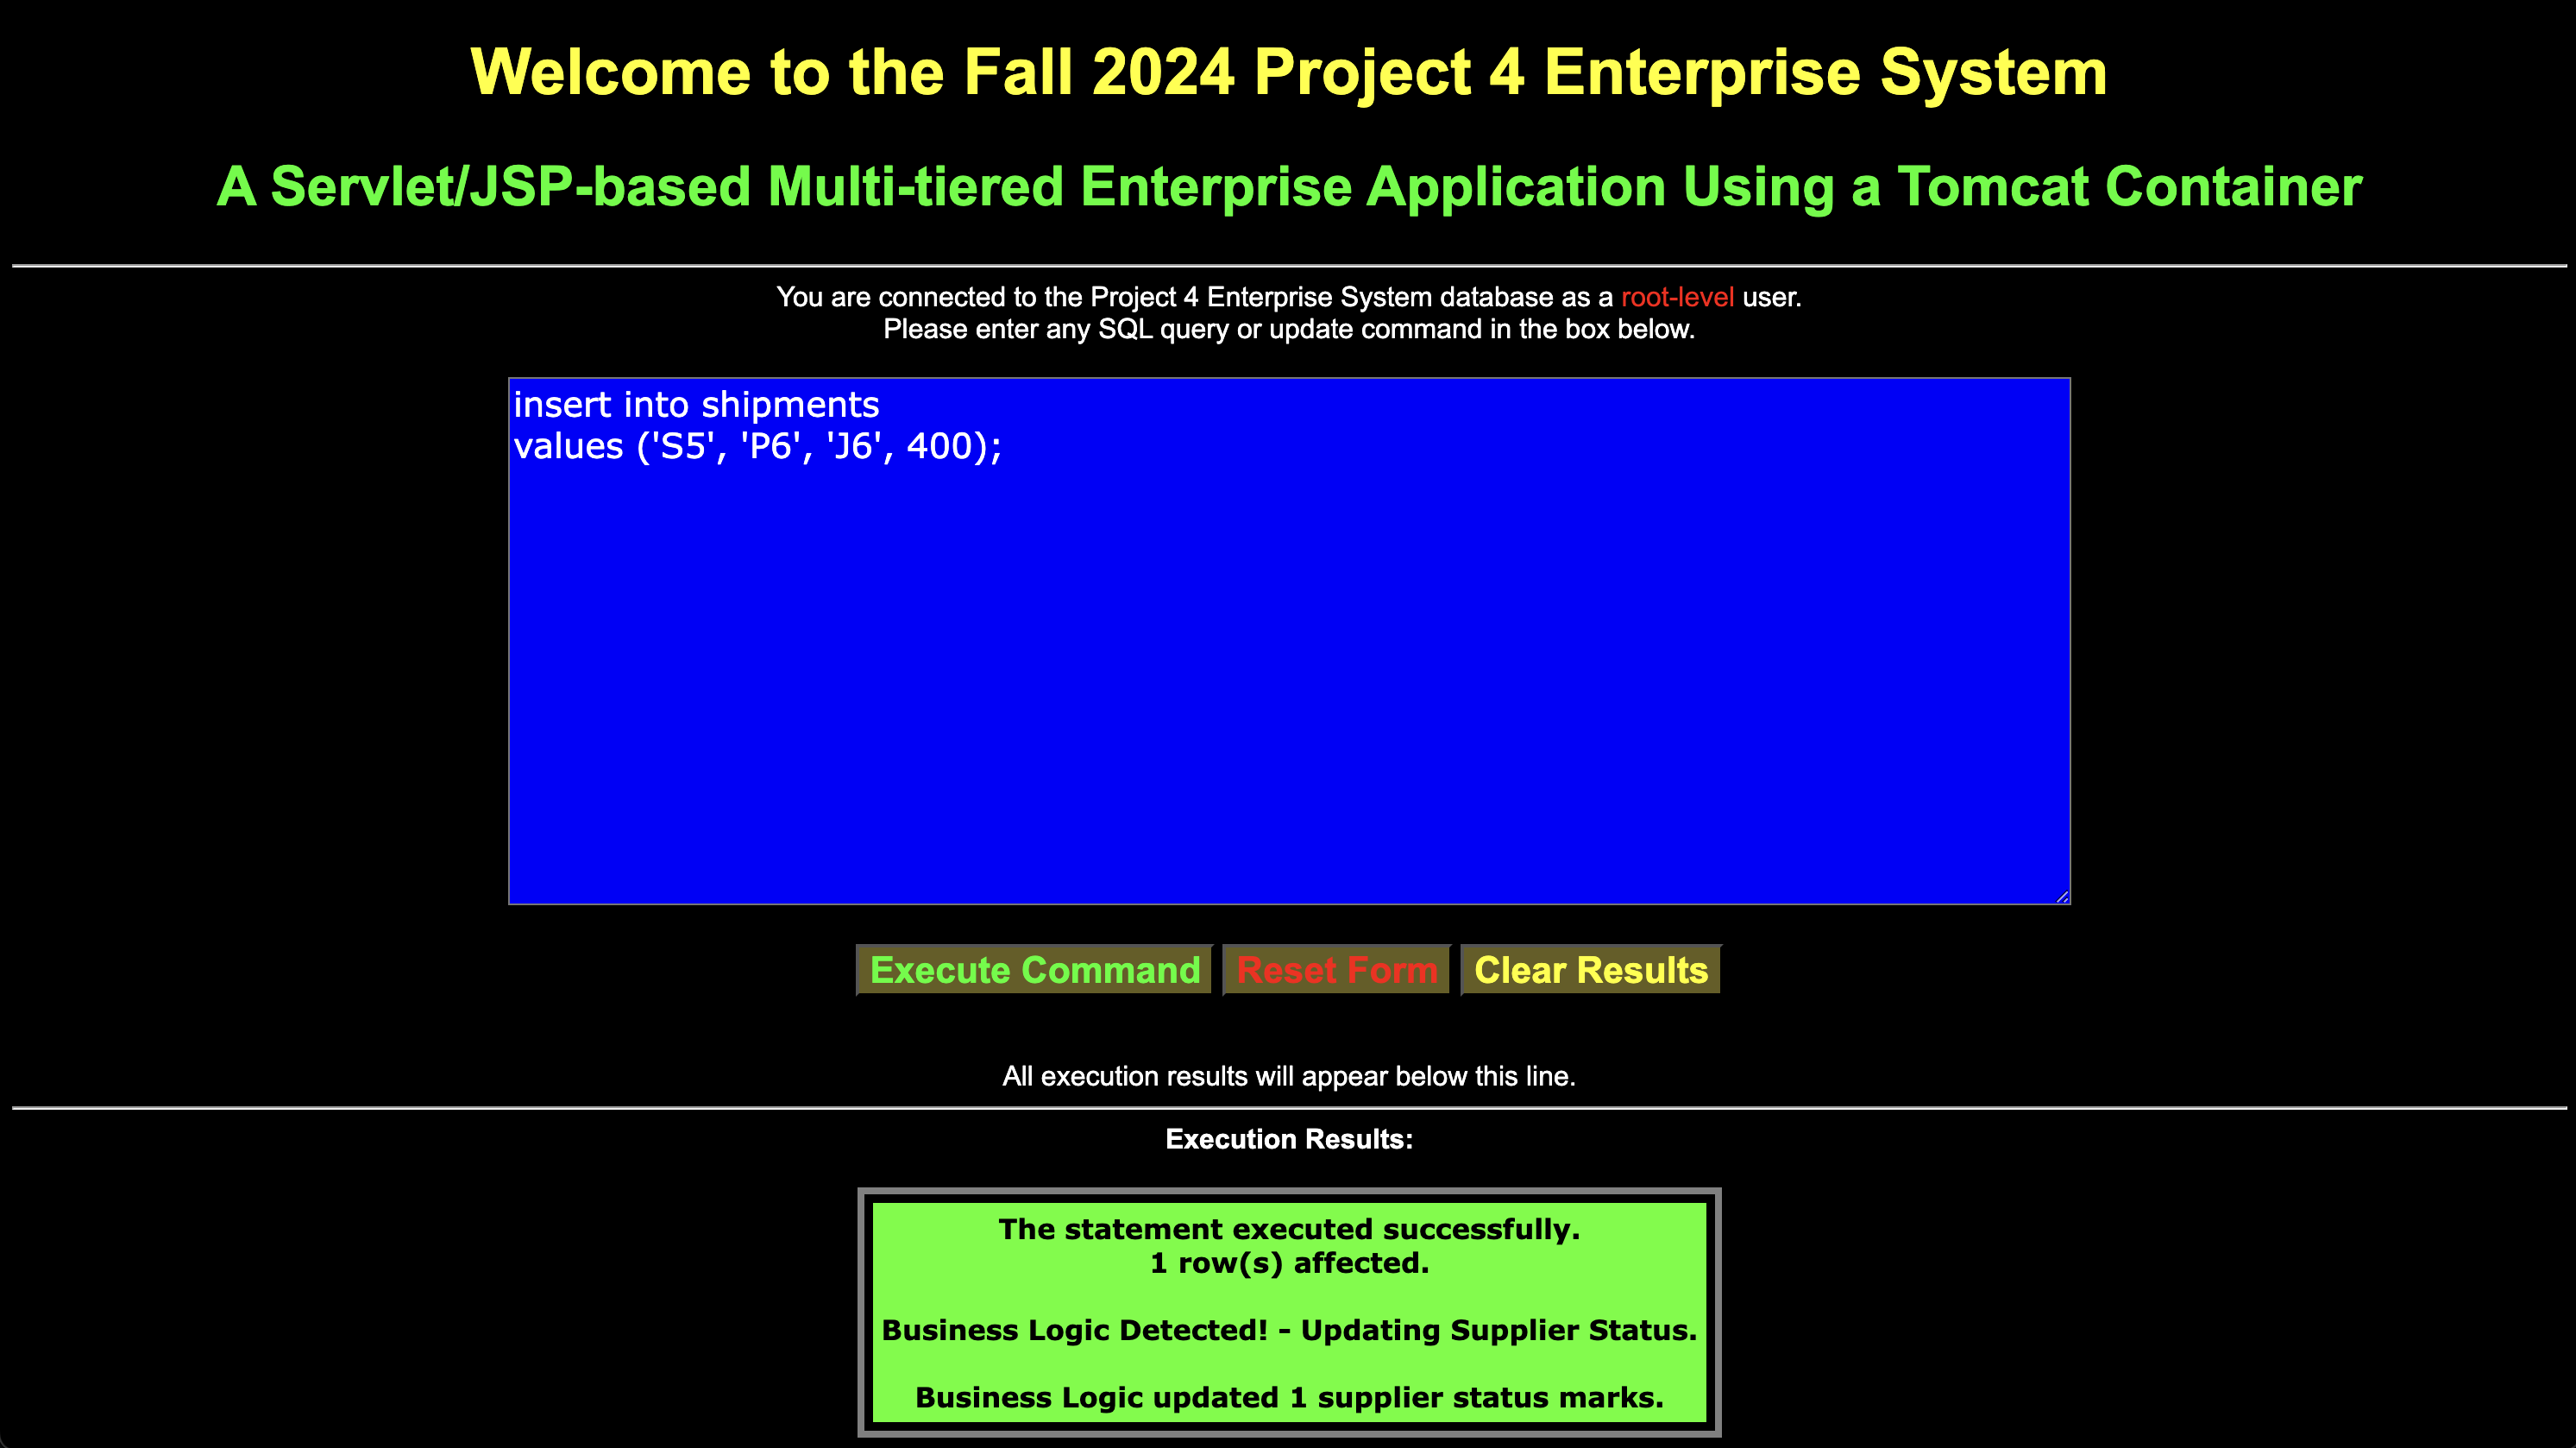 Welcome to the Fall 2024 Project 4 Enterprise System
A Servlet/JSP-based Multi-tiered Enterprise Application Using a Tomcat Container
You are connected to the Project 4 Enterprise System database as a root-level user.
Please enter any SQL query or update command in the box below.
insert into shipments
values ('S5', 'P6', 'J6', 400);
Execute Command Reset Form Clear Results
All execution results will appear below this line.
Execution Results:
The statement executed successfully.
1 row(s) affected.
Business Logic Detected! - Updating Supplier Status.
Business Logic updated 1 supplier status marks.